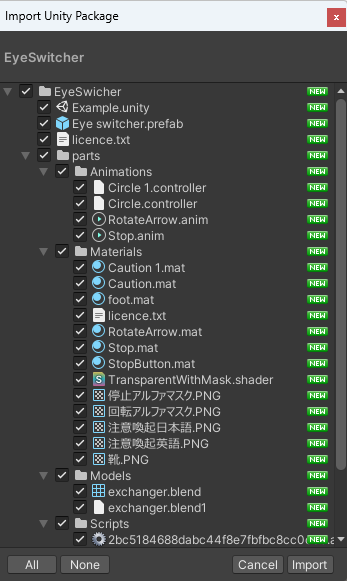 Import Unity Package
EyeSwitcher
EyeSwicher NEW
Example.unity NEW
Eye switcher.prefab NEW
licence.txt NEW
parts NEW
Animations NEW
Circle 1.controller NEW
Circle.controller NEW
RotateArrow.anim NEW
Stop.anim NEW
Materials NEW
Caution 1.mat NEW
Caution.mat NEW
foot.mat NEW
licence.txt NEW
RotateArrow.mat NEW
Stop.mat NEW
StopButton.mat NEW
TransparentWithMask.shader NEW
停止アルファマスク.PNG NEW
回転アルファマスク.PNG NEW
注意喚起日本語.PNG NEW
注意喚起英語.PNG NEW
靴.PNG NEW
Models NEW
exchanger.blend NEW
exchanger.blend1 NEW
Scripts NEW
NEW
All None Cancel Import